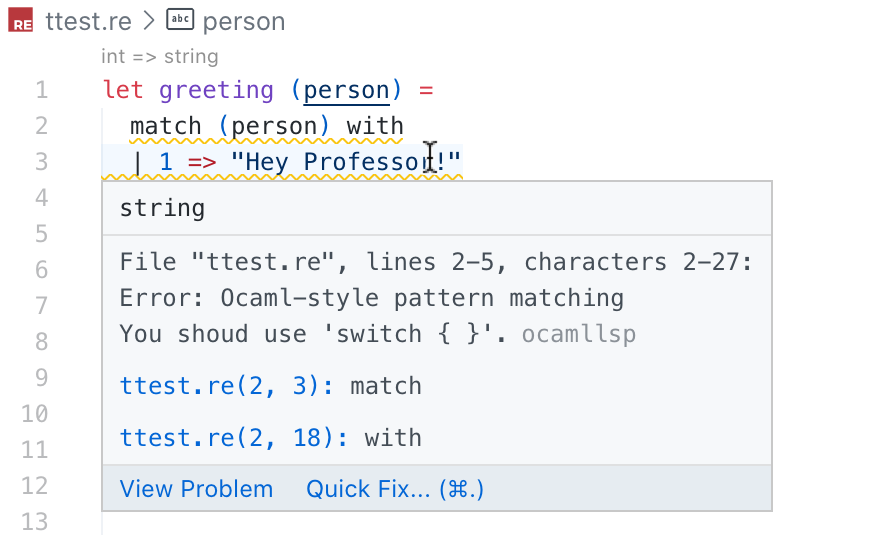 RE ttest.re > abc person
int => string
1 let greeting (person) =
2 match (person) with
3 | 1 => "Hey Professor!"
4
string
5
File "ttest.re", lines 2-5, characters 2-27:
6
Error: Ocaml-style pattern matching
7
You shoud use 'switch { }'. ocamllsp
8
9
ttest.re(2, 3): match
10
ttest.re(2, 18): with
11
12
View Problem Quick Fix... (⌘.)
13